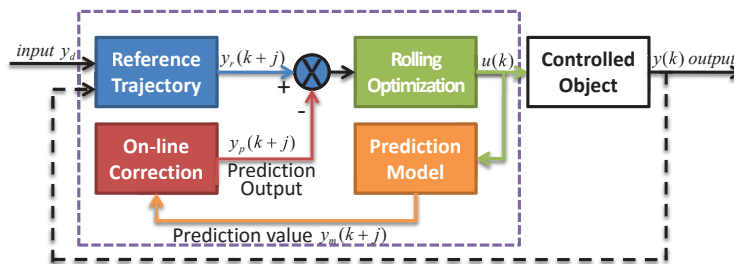 input y_d
Reference
Trajectory
y_r(k+j)
+
-
Rolling
Optimization
u(k)
Controlled
Object
y(k) output
On-line
Correction
y_p(k+j)
Prediction
Output
Prediction
Model
Prediction value y_m(k+j)